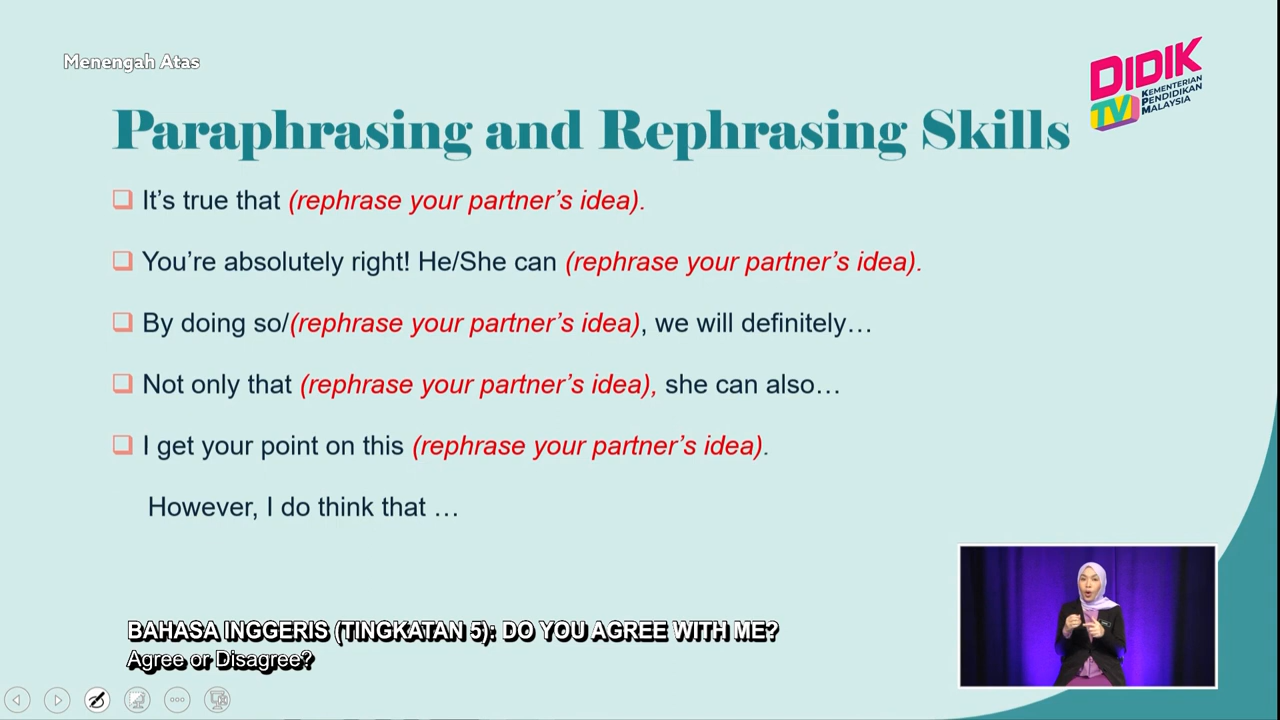 Menengah Atas
DIDIK
TV
KEMENTERIAN
PENDIDIKAN
MALAYSIA
Paraphrasing and Rephrasing Skills
It’s true that (rephrase your partner’s idea).
You’re absolutely right! He/She can (rephrase your partner’s idea).
By doing so/(rephrase your partner’s idea), we will definitely…
Not only that (rephrase your partner’s idea), she can also…
I get your point on this (rephrase your partner’s idea).
However, I do think that …
BAHASA INGGERIS (TINGKATAN 5): DO YOU AGREE WITH ME?
Agree or Disagree?